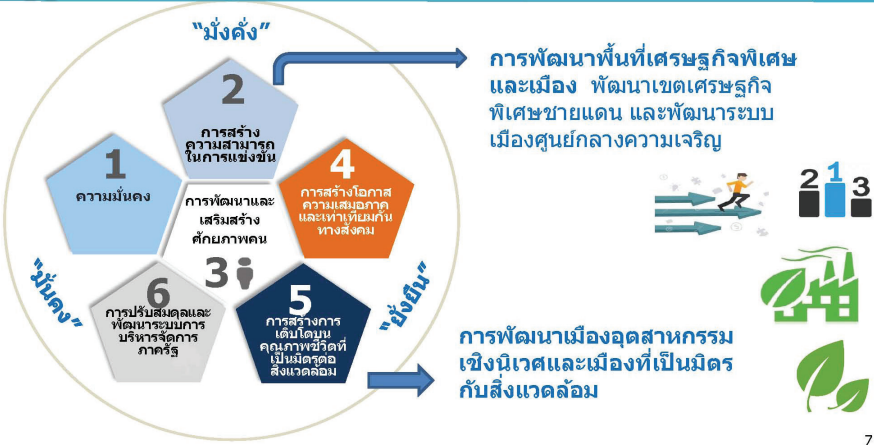 “มั่งคั่ง”
2
การสร้าง
ความสามารถ
ในการแข่งขัน
1
ความมั่นคง
4
การสร้างโอกาส
ความเสมอภาค
และเท่าเทียมกัน
ทางสังคม
การพัฒนาและ
เสริมสร้าง
ศักยภาพคน
3
6
การปรับสมดุลและ
พัฒนาระบบการ
บริหารจัดการ
ภาครัฐ
5
การสร้างการ
เติบโตบน
คุณภาพชีวิตที่
เป็นมิตรต่อ
สิ่งแวดล้อม
“มั่นคง”
“ยั่งยืน”
การพัฒนาพื้นที่เศรษฐกิจพิเศษ
และเมือง พัฒนาเขตเศรษฐกิจ
พิเศษชายแดน และพัฒนาระบบ
เมืองศูนย์กลางความเจริญ
2 1 3
การพัฒนาเมืองอุตสาหกรรม
เชิงนิเวศและเมืองที่เป็นมิตร
กับสิ่งแวดล้อม
7